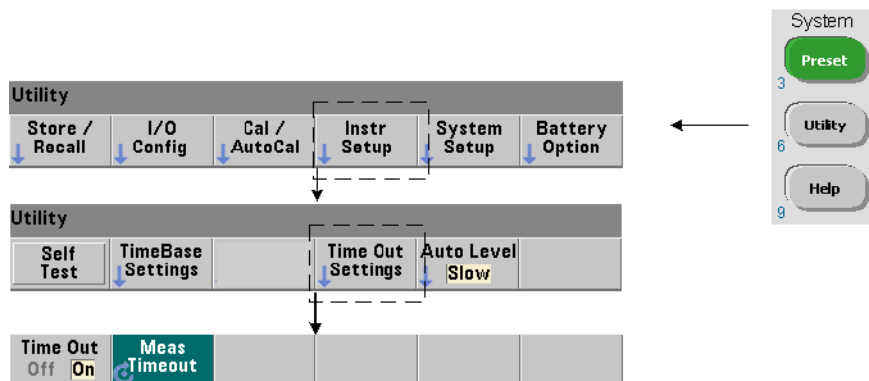 System
Preset
3
Utility
6
Help
9
Utility
Store / Recall
I/O Config
Cal / AutoCal
Instr Setup
System Setup
Battery Option
Utility
Self Test
TimeBase Settings
Time Out Settings
Auto Level Slow
Time Out Off On
Meas Timeout